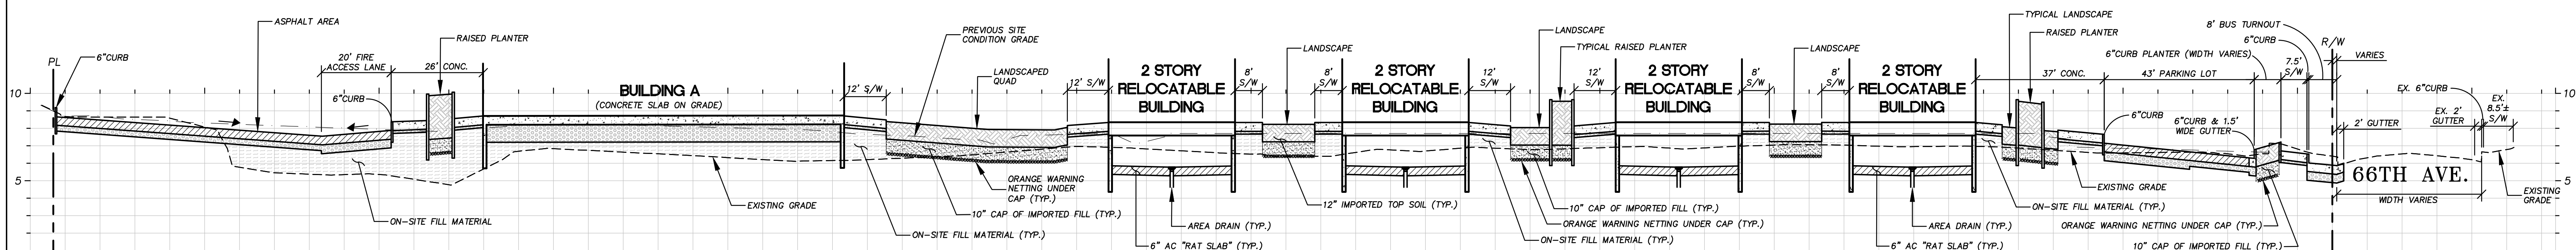 PL
6"CURB
ASPHALT AREA
20' FIRE
ACCESS LANE
26' CONC.
RAISED PLANTER
6"CURB
BUILDING A
(CONCRETE SLAB ON GRADE)
12' S/W
PREVIOUS SITE
CONDITION GRADE
LANDSCAPED
QUAD
12' S/W
2 STORY
RELOCATABLE
BUILDING
8'
S/W
LANDSCAPE
8'
S/W
2 STORY
RELOCATABLE
BUILDING
12'
S/W
LANDSCAPE
TYPICAL RAISED PLANTER
12'
S/W
2 STORY
RELOCATABLE
BUILDING
8'
S/W
LANDSCAPE
8'
S/W
2 STORY
RELOCATABLE
BUILDING
TYPICAL LANDSCAPE
RAISED PLANTER
37' CONC.
43' PARKING LOT
6"CURB PLANTER (WIDTH VARIES)
6"CURB
8' BUS TURNOUT
7.5'
S/W
R/W
VARIES
6"CURB
6"CURB & 1.5'
WIDE GUTTER
2' GUTTER
EX. 6"CURB
EX. 2'
GUTTER
EX.
8.5'±
S/W
10
5
10
5
ON-SITE FILL MATERIAL
EXISTING GRADE
ORANGE WARNING
NETTING UNDER
CAP (TYP.)
10" CAP OF IMPORTED FILL (TYP.)
ON-SITE FILL MATERIAL (TYP.)
AREA DRAIN (TYP.)
6" AC "RAT SLAB" (TYP.)
12" IMPORTED TOP SOIL (TYP.)
10" CAP OF IMPORTED FILL (TYP.)
ORANGE WARNING NETTING UNDER CAP (TYP.)
ON-SITE FILL MATERIAL (TYP.)
AREA DRAIN (TYP.)
6" AC "RAT SLAB" (TYP.)
EXISTING GRADE
ON-SITE FILL MATERIAL (TYP.)
ORANGE WARNING NETTING UNDER CAP (TYP.)
10" CAP OF IMPORTED FILL (TYP.)
66TH AVE.
WIDTH VARIES
EXISTING
GRADE